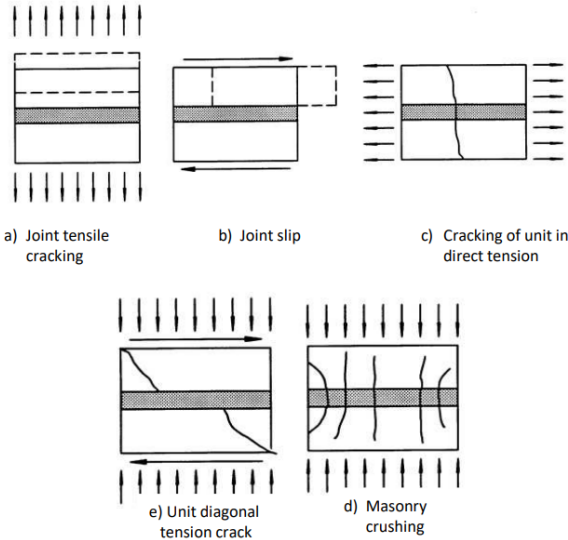 a) Joint tensile
cracking
b) Joint slip
c) Cracking of unit in
direct tension
e) Unit diagonal
tension crack
d) Masonry
crushing